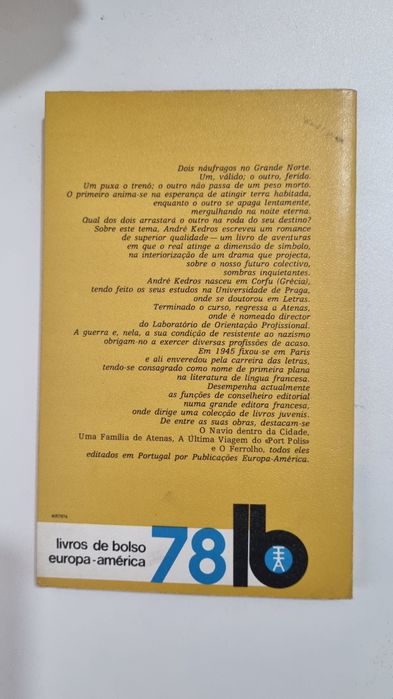 Dois náufragos no Grande Norte.
Um, válido; o outro, ferido.
Um puxa o trenó; o outro não passa de um peso morto.
O primeiro anima-se na esperança de atingir terra habitada,
enquanto o outro se apaga lentamente,
mergulhando na noite eterna.
Qual dos dois arrastará o outro na roda do seu destino?
Sobre este tema, André Kedros escreveu um romance
de superior qualidade — um livro de aventuras
em que o real atinge a dimensão de símbolo,
na interiorização de um drama que projecta,
sobre o nosso futuro colectivo,
sombras inquietantes.
André Kedros nasceu em Corfu (Grécia),
tendo feito os seus estudos na Universidade de Praga,
onde se doutorou em Letras.
Terminado o curso, regressa a Atenas,
onde é nomeado director
do Laboratório de Orientação Profissional.
A guerra e, nela, a sua condição de resistente ao nazismo
obrigam-no a exercer diversas profissões de acaso.
Em 1945 fixou-se em Paris
e ali enveredou pela carreira das letras,
tendo-se consagrado como nome de primeira plana
na literatura de língua francesa.
Desempenha actualmente
as funções de conselheiro editorial
numa grande editora francesa,
onde dirige uma colecção de livros juvenis.
De entre as suas obras, destacam-se
O Navio dentro da Cidade,
Uma Família de Atenas, A Última Viagem do «Port Polis»
e O Ferrolho, todos eles
editados em Portugal por Publicações Europa-América.
livros de bolso
europa-américa
78
lb